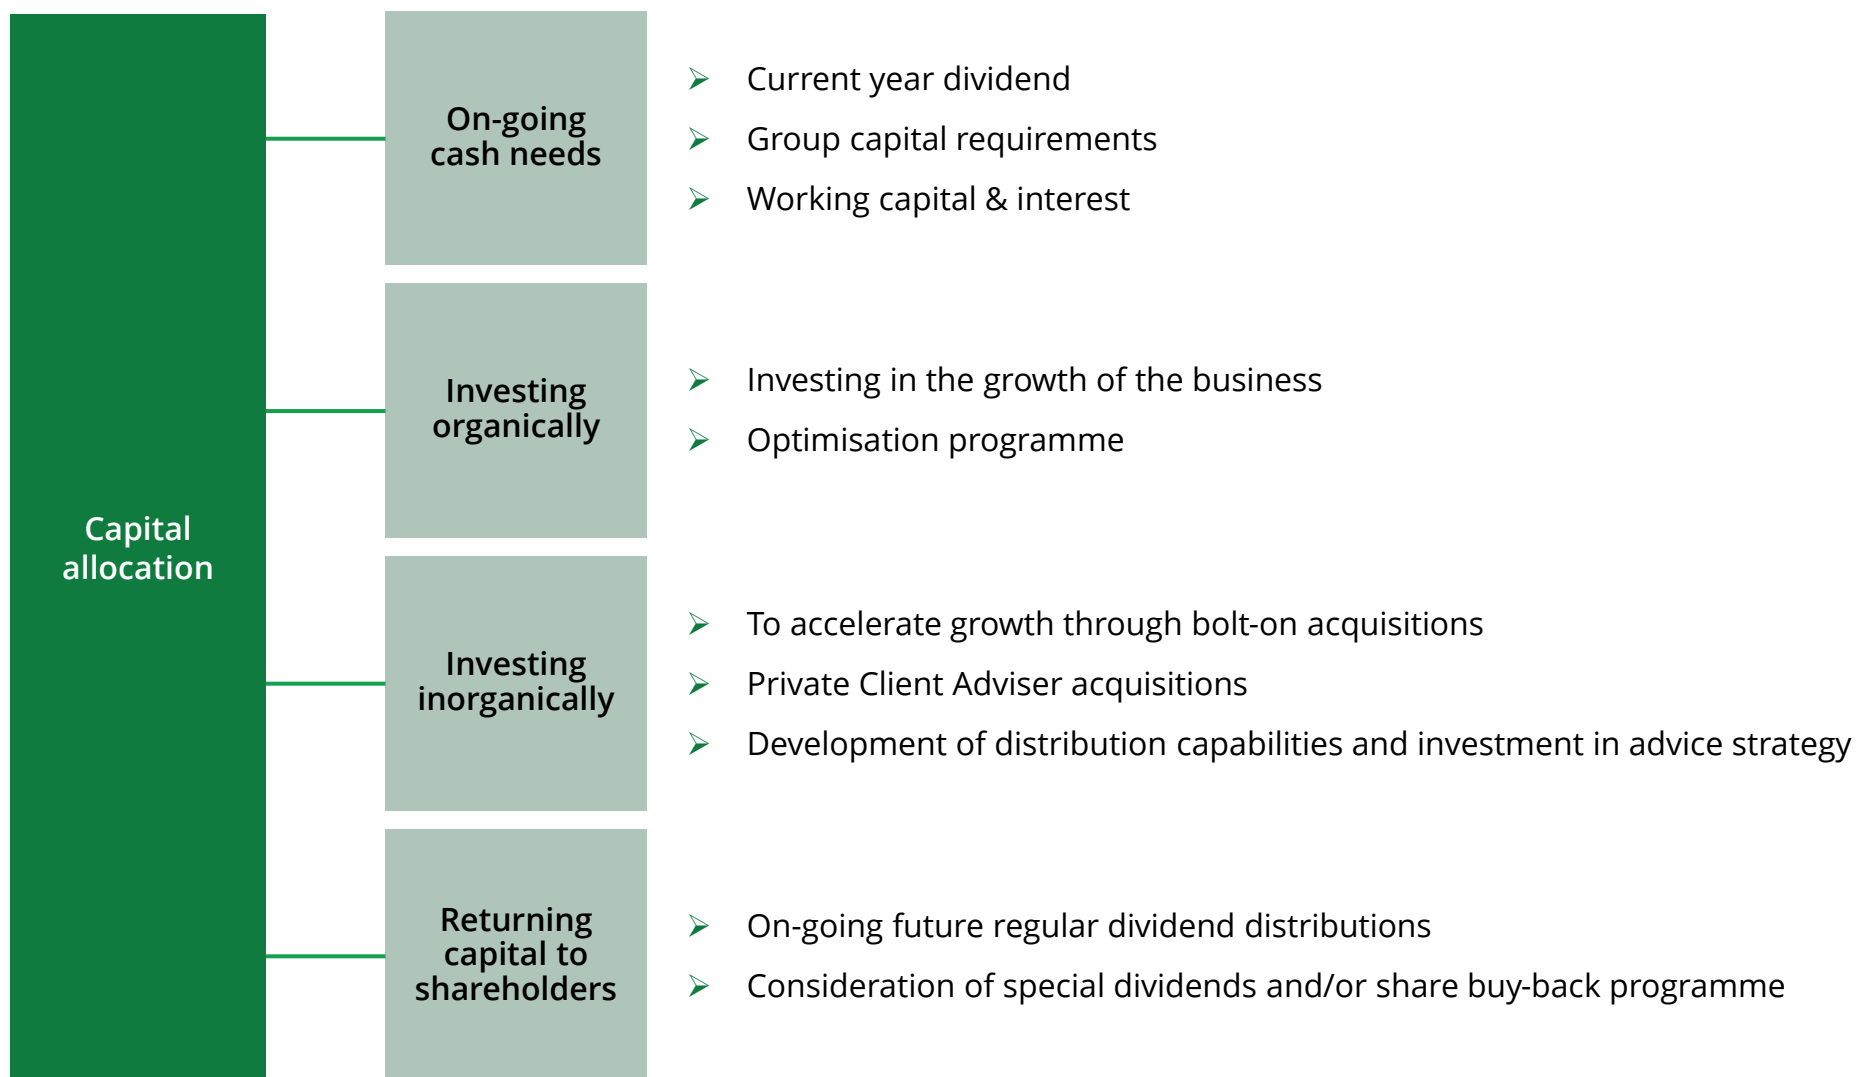 Capital
allocation
On-going
cash needs
Current year dividend
Group capital requirements
Working capital & interest
Investing
organically
Investing in the growth of the business
Optimisation programme
Investing
inorganically
To accelerate growth through bolt-on acquisitions
Private Client Adviser acquisitions
Development of distribution capabilities and investment in advice strategy
Returning
capital to
shareholders
On-going future regular dividend distributions
Consideration of special dividends and/or share buy-back programme